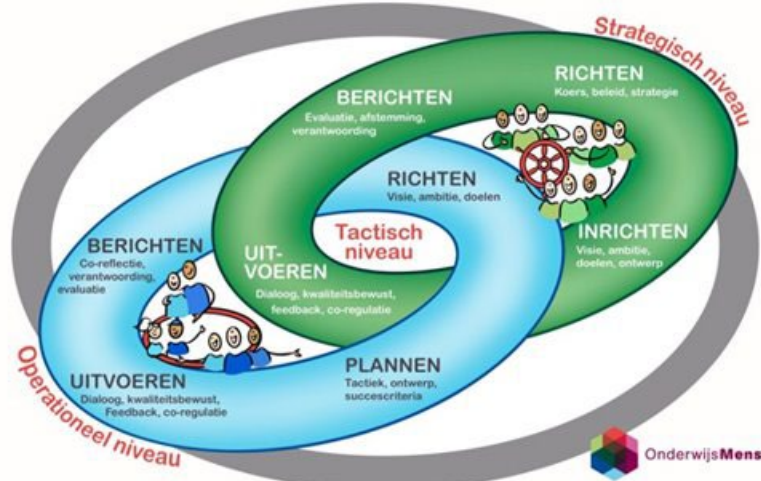 Strategisch niveau
RICHTEN
Koers, beleid, strategie
BERICHTEN
Evaluatie, afstemming,
verantwoording
RICHTEN
Visie, ambitie, doelen
INRICHTEN
Visie, ambitie,
doelen, ontwerp
Tactisch
niveau
UIT-
VOEREN
Dialoog, kwaliteitsbewust,
feedback, co-regulatie
BERICHTEN
Co-reflectie,
verantwoording,
evaluatie
PLANNEN
Tactiek, ontwerp,
succescriteria
UITVOEREN
Dialoog, kwaliteitsbewust,
Feedback, co-regulatie
Operationeel niveau
OnderwijsMens